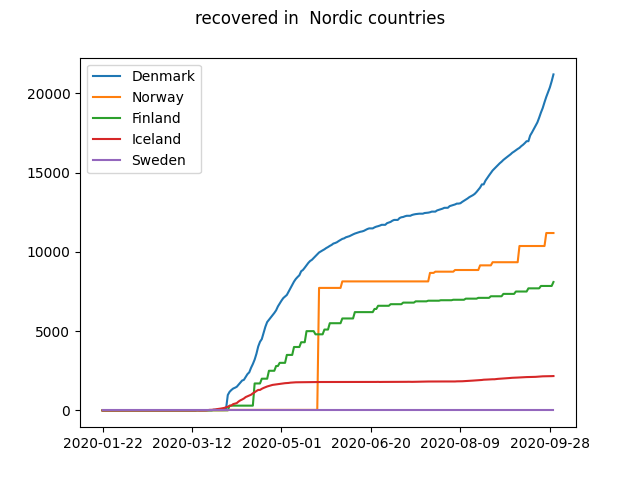 recovered in  Nordic countries
Denmark
Norway
Finland
Iceland
Sweden
20000
15000
10000
5000
0
2020-01-22 2020-03-12 2020-05-01 2020-06-20 2020-08-09 2020-09-28